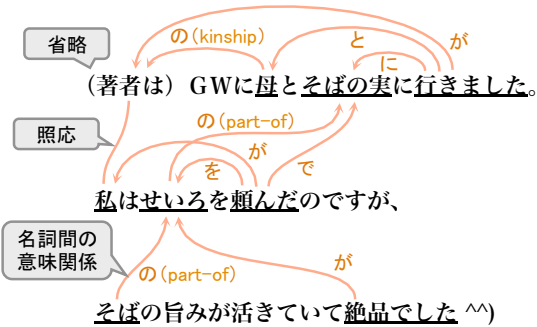 省略
の(kinship)
と
が
に
(著者は) GWに母とそばの実に行きました。
照応
の(part-of)
が
を
で
私はせいろを頼んだのですが、
名詞間の
意味関係
の(part-of)
が
そばの旨みが活きていて絶品でした ^^)